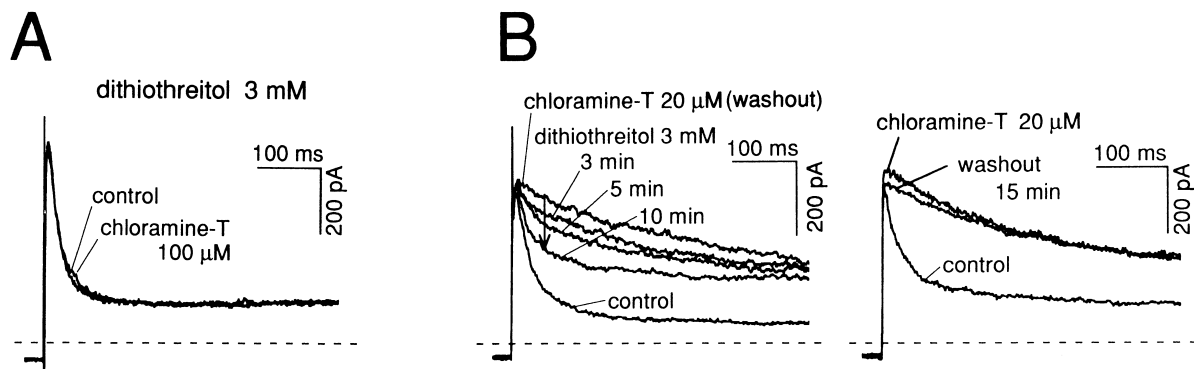 A
dithiothreitol 3 mM
100 ms
200 pA
control
chloramine-T
100 µM
B
chloramine-T 20 µM (washout)
dithiothreitol 3 mM
3 min
5 min
10 min
control
100 ms
200 pA
chloramine-T 20 µM
washout
15 min
control
100 ms
200 pA